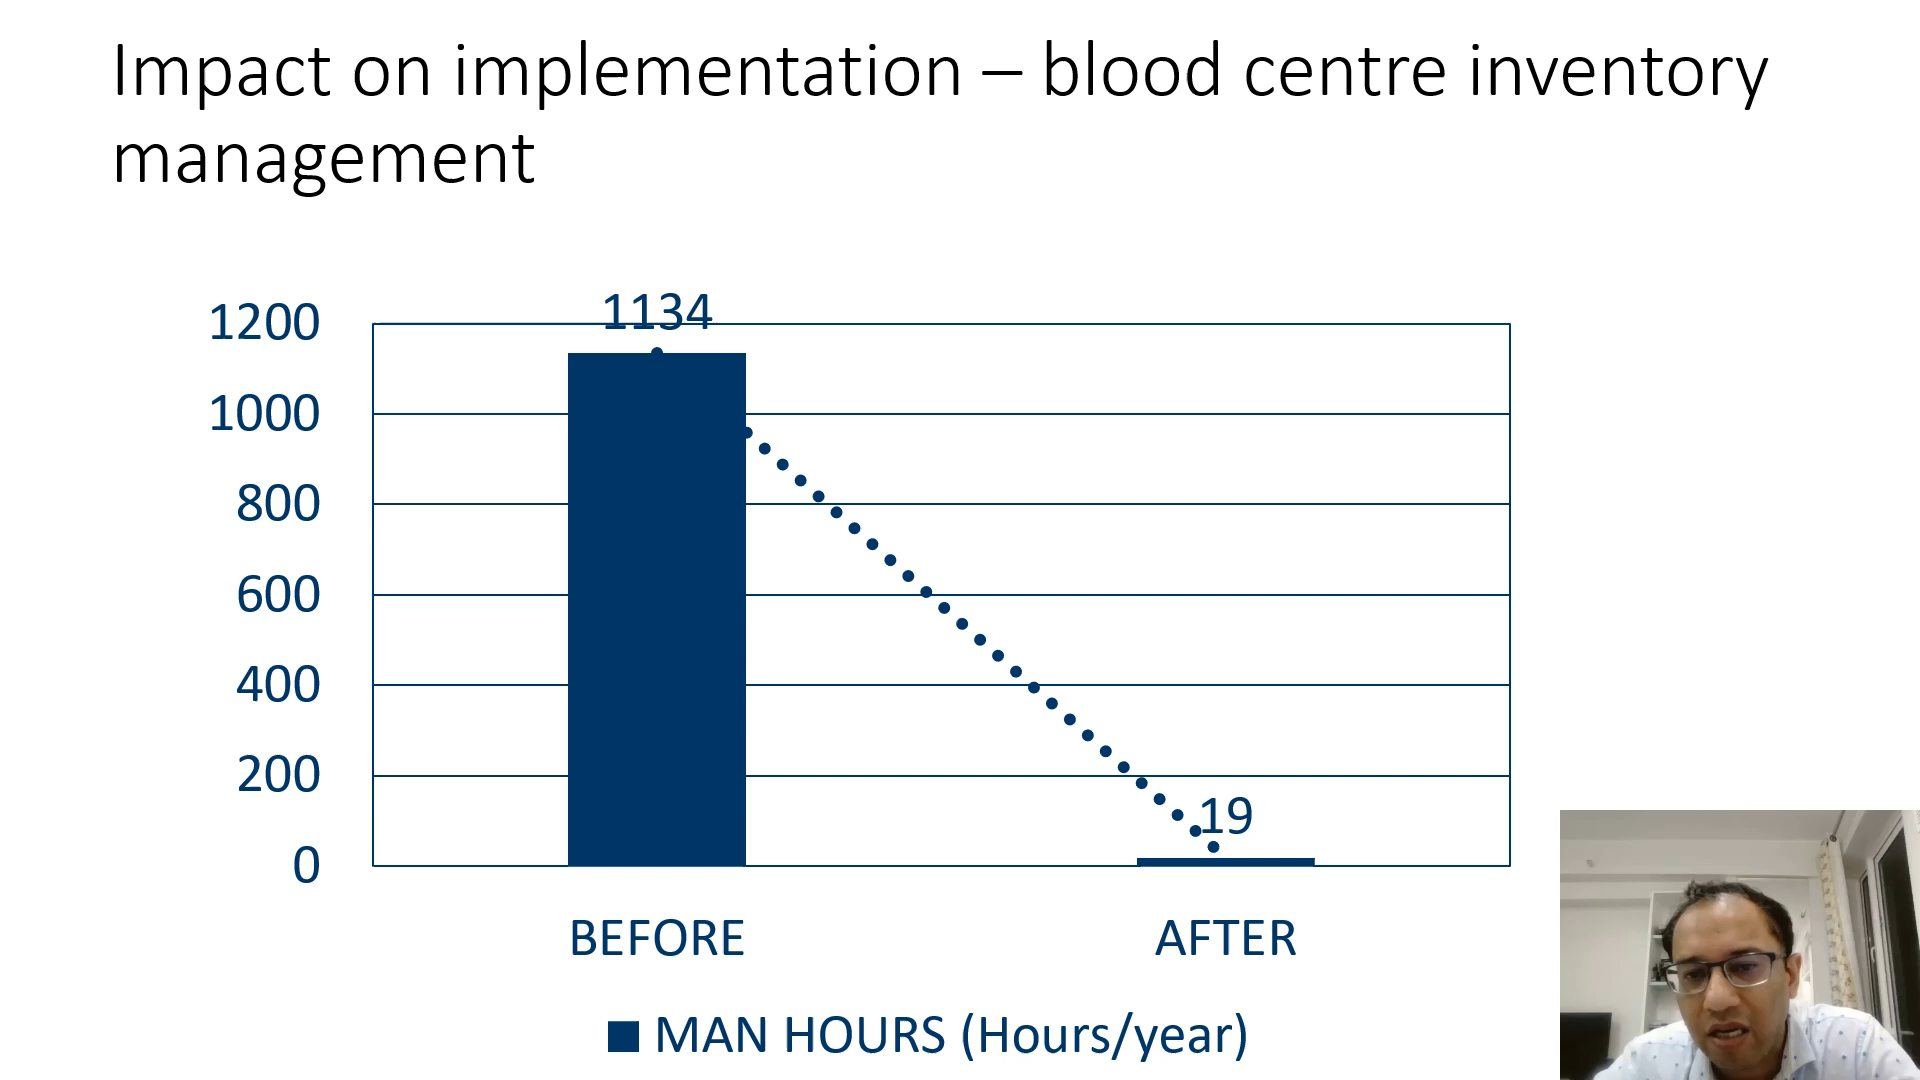 Impact on implementation – blood centre inventory
management
1134
1200
1000
800
600
400
200
19
0
BEFORE AFTER
MAN HOURS (Hours/year)